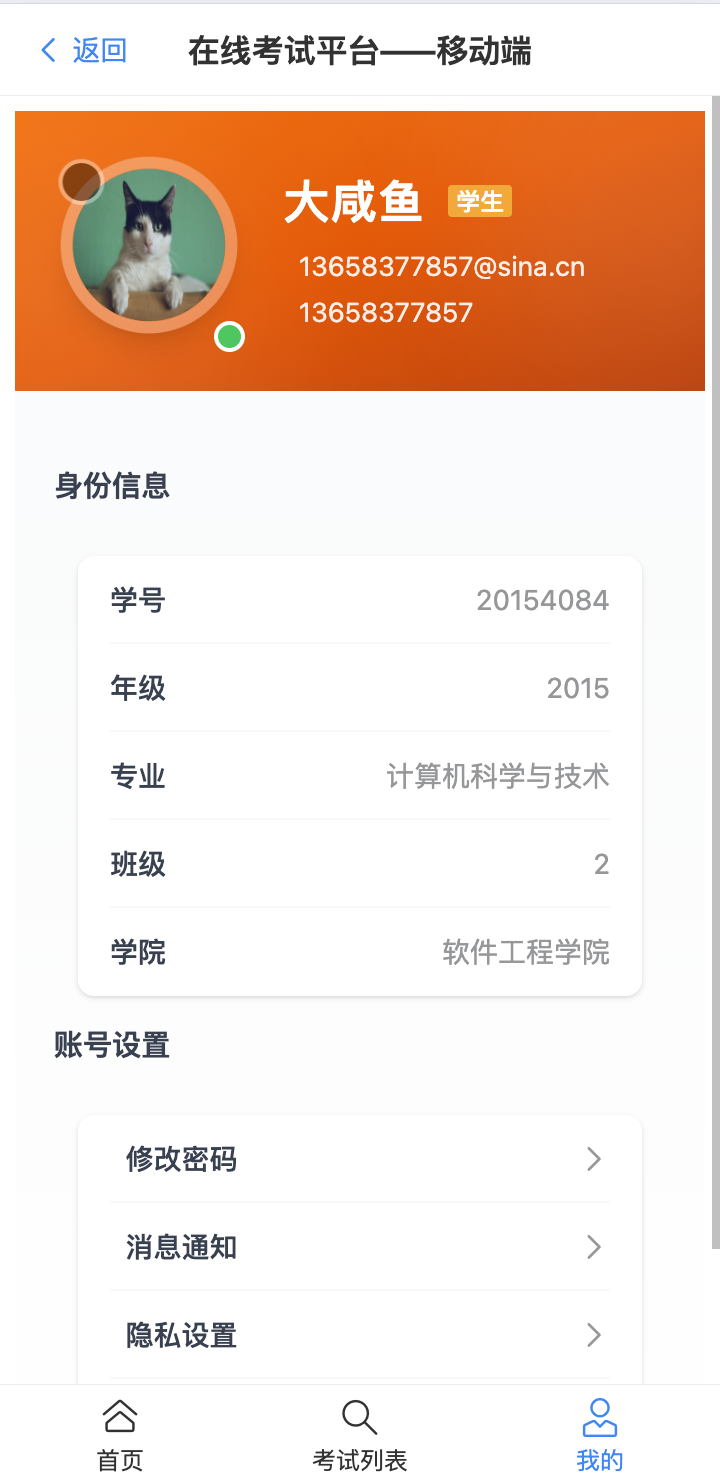 返回 在线考试平台——移动端
大咸鱼 学生
13658377857@sina.cn
13658377857
身份信息
学号 20154084
年级 2015
专业 计算机科学与技术
班级 2
学院 软件工程学院
账号设置
修改密码
消息通知
隐私设置
首页 考试列表 我的